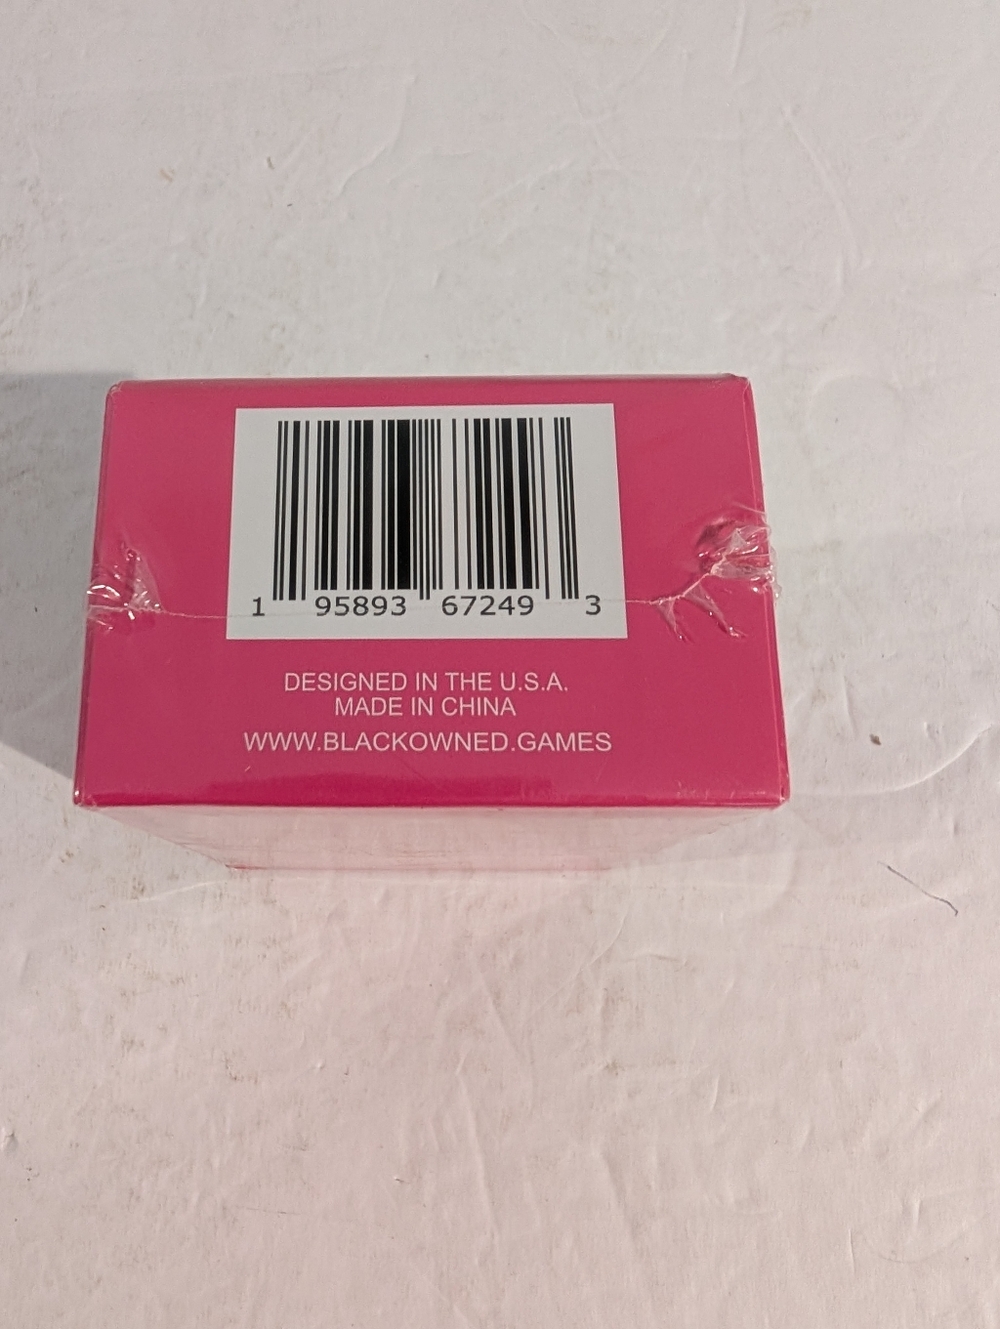 1 95893 67249 3
DESIGNED IN THE U.S.A.
MADE IN CHINA
WWW.BLACKOWNED.GAMES